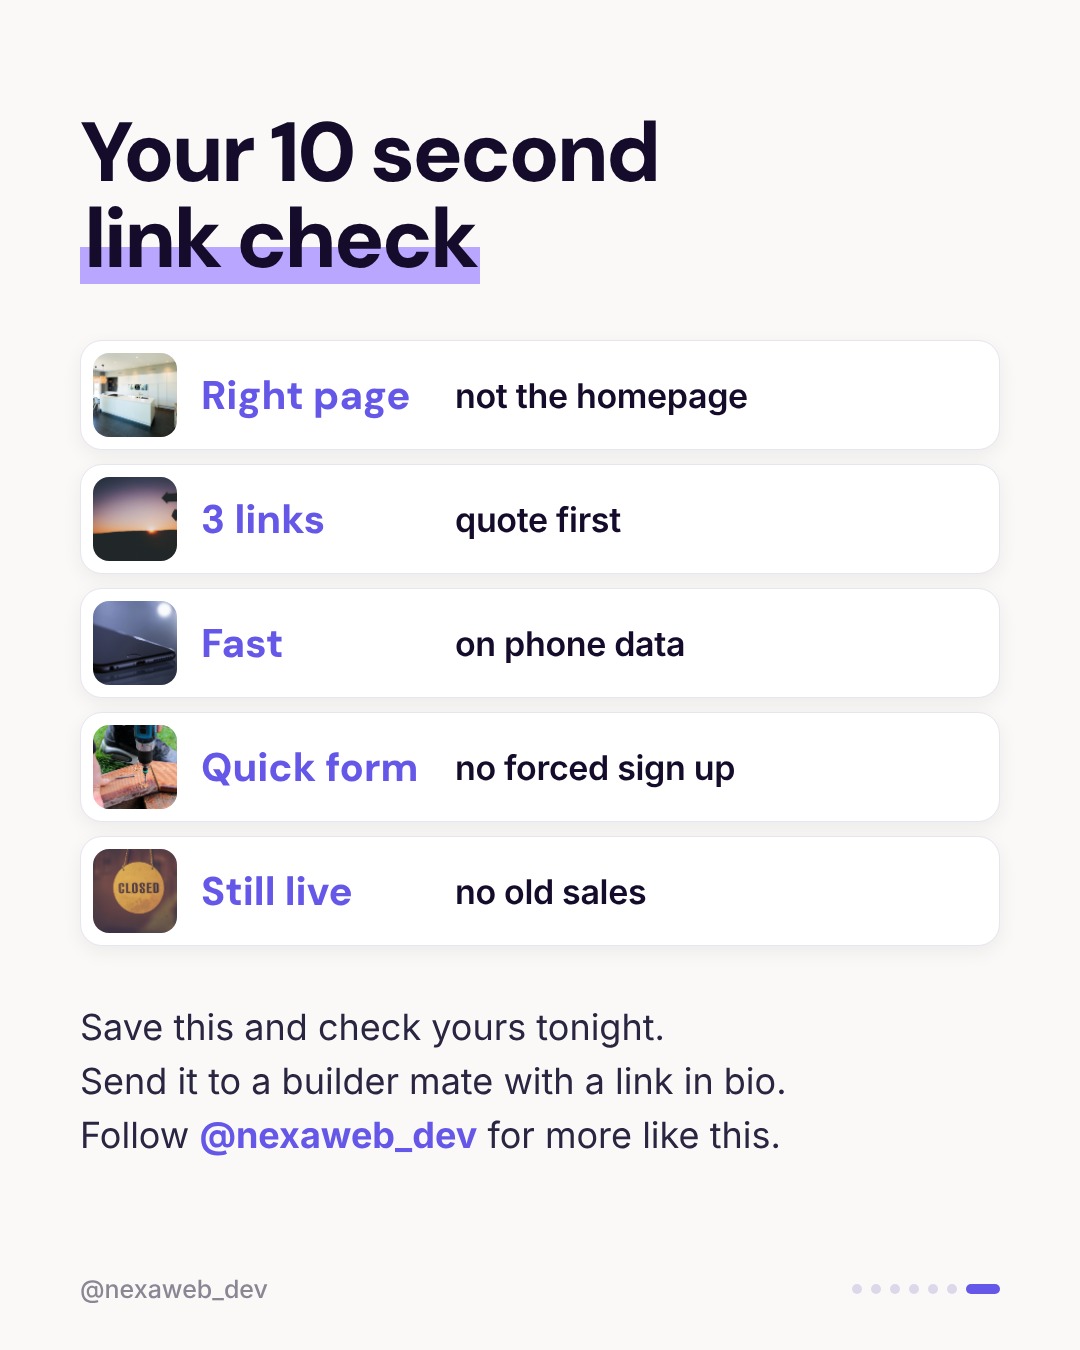 Your 10 second
link check
Right page not the homepage
3 links quote first
Fast on phone data
Quick form no forced sign up
CLOSED
Still live no old sales
Save this and check yours tonight.
Send it to a builder mate with a link in bio.
Follow @nexaweb_dev for more like this.
@nexaweb_dev